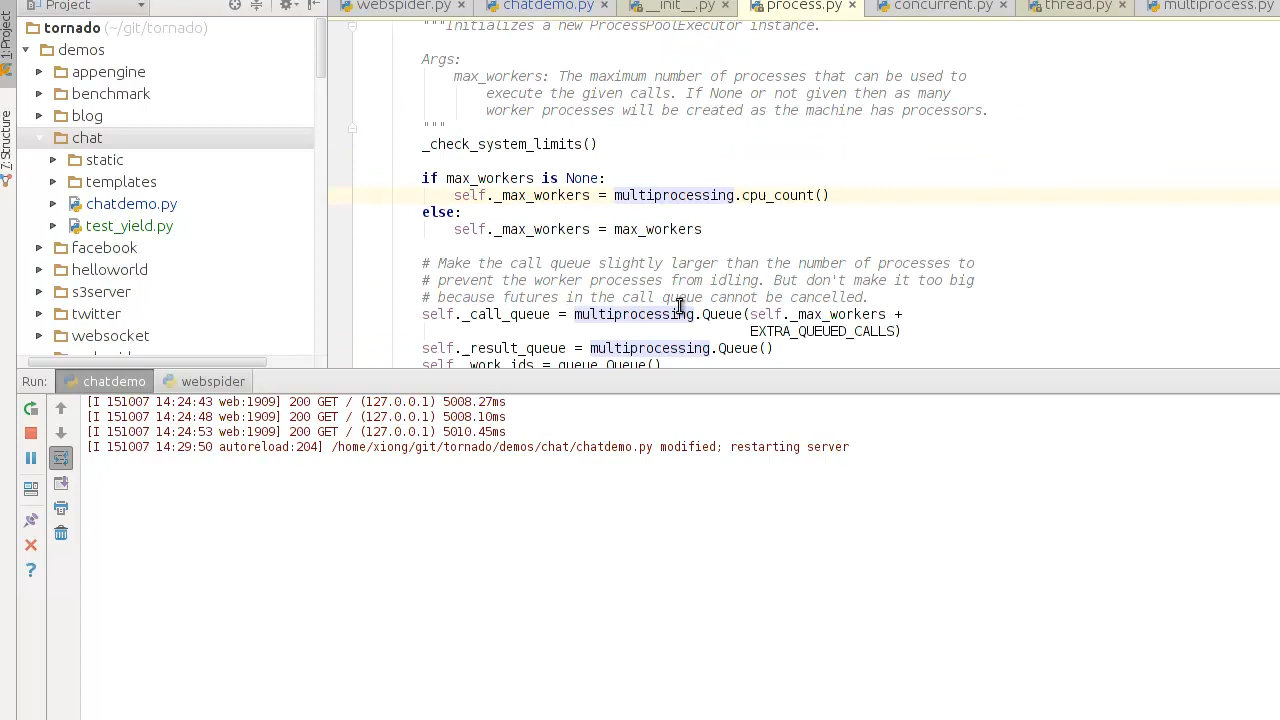 Project
webspider.py
chatdemo.py
__init__.py
process.py
concurrent.py
thread.py
multiprocess.py
1: Project
7: Structure
tornado (~/git/tornado)
demos
appengine
benchmark
blog
chat
static
templates
chatdemo.py
test_yield.py
facebook
helloworld
s3server
twitter
websocket
"""Initializes a new ProcessPoolExecutor instance.
Args:
max_workers: The maximum number of processes that can be used to
execute the given calls. If None or not given then as many
worker processes will be created as the machine has processors.
"""
_check_system_limits()
if max_workers is None:
self._max_workers = multiprocessing.cpu_count()
else:
self._max_workers = max_workers
# Make the call queue slightly larger than the number of processes to
# prevent the worker processes from idling. But don't make it too big
# because futures in the call queue cannot be cancelled.
self._call_queue = multiprocessing.Queue(self._max_workers +
EXTRA_QUEUED_CALLS)
self._result_queue = multiprocessing.Queue()
self._work_ids = queue.Queue()
Run: chatdemo webspider
[I 151007 14:24:43 web:1909] 200 GET / (127.0.0.1) 5008.27ms
[I 151007 14:24:48 web:1909] 200 GET / (127.0.0.1) 5008.10ms
[I 151007 14:24:53 web:1909] 200 GET / (127.0.0.1) 5010.45ms
[I 151007 14:29:50 autoreload:204] /home/xiong/git/tornado/demos/chat/chatdemo.py modified; restarting server